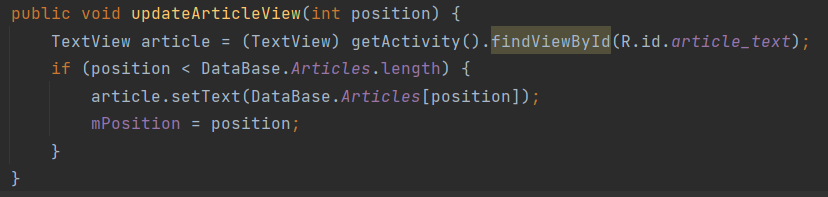 public void updateArticleView(int position) {
    TextView article = (TextView) getActivity().findViewById(R.id.article_text);
    if (position < DataBase.Articles.length) {
        article.setText(DataBase.Articles[position]);
        mPosition = position;
    }
}